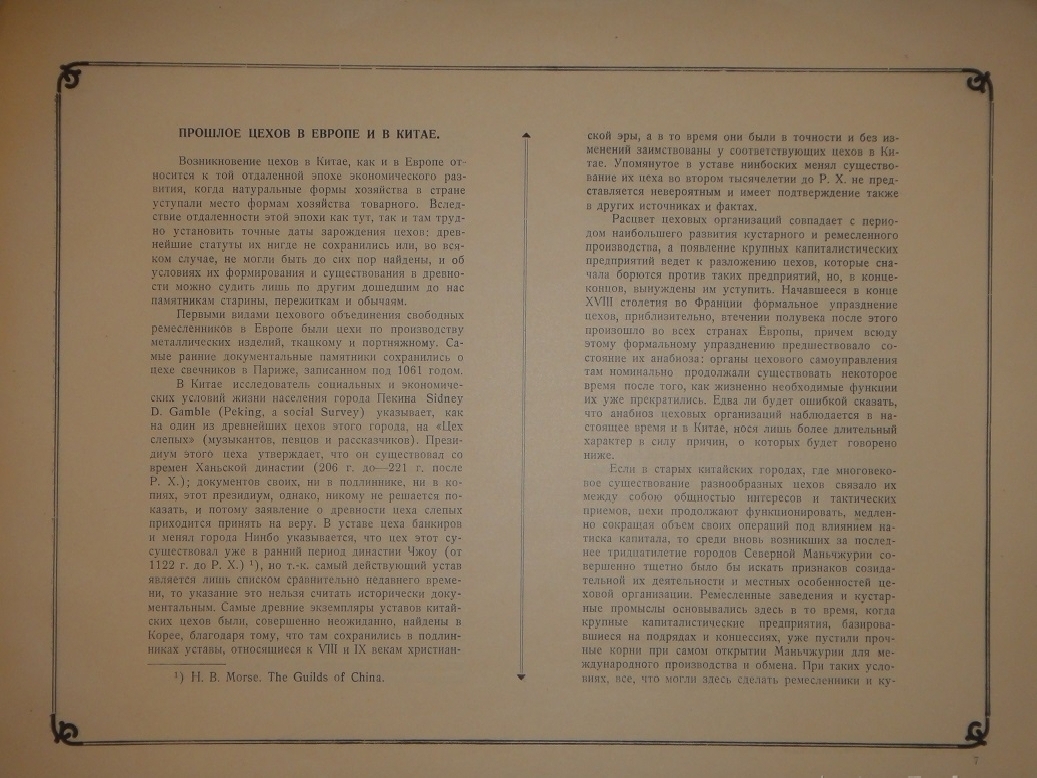 ПРОШЛОЕ ЦЕХОВ В ЕВРОПЕ И В КИТАЕ.
Возникновение цехов в Китае, как и в Европе от-
носится к той отдаленной эпохе экономического раз-
вития, когда натуральные формы хозяйства в стране
уступали место формам хозяйства товарного. Вслед-
ствие отдаленности этой эпохи как тут, так и там труд-
но установить точные даты зарождения цехов: древ-
нейшие статуты их нигде не сохранились или, во вся-
ком случае, не могли быть до сих пор найдены, и об
условиях их формирования и существования в древно-
сти можно судить лишь по другим дошедшим до нас
памятникам старины, пережиткам и обычаям.
Первыми видами цехового объединения свободных
ремесленников в Европе были цехи по производству
металлических изделий, ткацкому и портняжному. Са-
мые ранние документальные памятники сохранились о
цехе свечников в Париже, записанном под 1061 годом.
В Китае исследователь социальных и экономиче-
ских условий жизни населения города Пекина Sidney
D. Gamble (Peking, a social Survey) указывает, как
на один из древнейших цехов этого города, на «Цех
слепых» (музыкантов, певцов и рассказчиков). Прези-
диум этого цеха утверждает, что он существовал со
времен Ханьской династии (206 г. до—221 г. после
Р. Х.); документов своих, ни в подлиннике, ни в ко-
пиях, этот президиум, однако, никому не решается по-
казать, и потому заявление о древности цеха слепых
приходится принять на веру. В уставе цеха банкиров
и менял города Нинбо указывается, что цех этот су-
существовал уже в ранний период династии Чжоу (от
1122 г. до Р. Х.) ¹), но т.-к. самый действующий устав
является лишь списком сравнительно недавнего време-
ни, то указание это нельзя считать исторически доку-
ментальным. Самые древние экземпляры уставов китай-
ских цехов были, совершенно неожиданно, найдены в
Корее, благодаря тому, что там сохранились в подлин-
никах уставы, относящиеся к VIII и IX векам христиан-
¹) H. B. Morse. The Guilds of China.
ской эры, а в то время они были в точности и без из-
менений заимствованы у соответствующих цехов в Ки-
тае. Упомянутое в уставе нинбоских менял существо-
вание их цеха во втором тысячелетии до Р. Х. не пред-
ставляется невероятным и имеет подтверждение также
в других источниках и фактах.
Расцвет цеховых организаций совпадает с перио-
дом наибольшего развития кустарного и ремесленного
производства, а появление крупных капиталистических
предприятий ведет к разложению цехов, которые сна-
чала борются против таких предприятий, но, в конце-
концов, вынуждены им уступить. Начавшееся в конце
XVIII столетия во Франции формальное упразднение
цехов, приблизительно, втечении полувека после этого
произошло во всех странах Европы, причем всюду
этому формальному упразднению предшествовало со-
стояние их анабиоза: органы цехового самоуправления
там номинально продолжали существовать некоторое
время после того, как жизненно необходимые функции
их уже прекратились. Едва ли будет ошибкой сказать,
что анабиоз цеховых организаций наблюдается в на-
стоящее время и в Китае, нося лишь более длительный
характер в силу причин, о которых будет говорено
ниже.
Если в старых китайских городах, где многовеко-
вое существование разнообразных цехов связало их
между собою общностью интересов и тактических
приемов, цехи продолжают функционировать, медлен-
но сокращая объем своих операций под влиянием на-
тиска капитала, то среди вновь возникших за послед-
нее тридцатилетие городов Северной Маньчжурии со-
вершенно тщетно было бы искать признаков созида-
тельной их деятельности и местных особенностей це-
ховой организации. Ремесленные заведения и кустар-
ные промыслы основывались здесь в то время, когда
крупные капиталистические предприятия, базирова-
вшиеся на подрядах и концессиях, уже пустили проч-
ные корни при самом открытии Маньчжурии для ме-
ждународного производства и обмена. При таких усло-
виях, все, что могли здесь сделать ремесленники и ку-
7